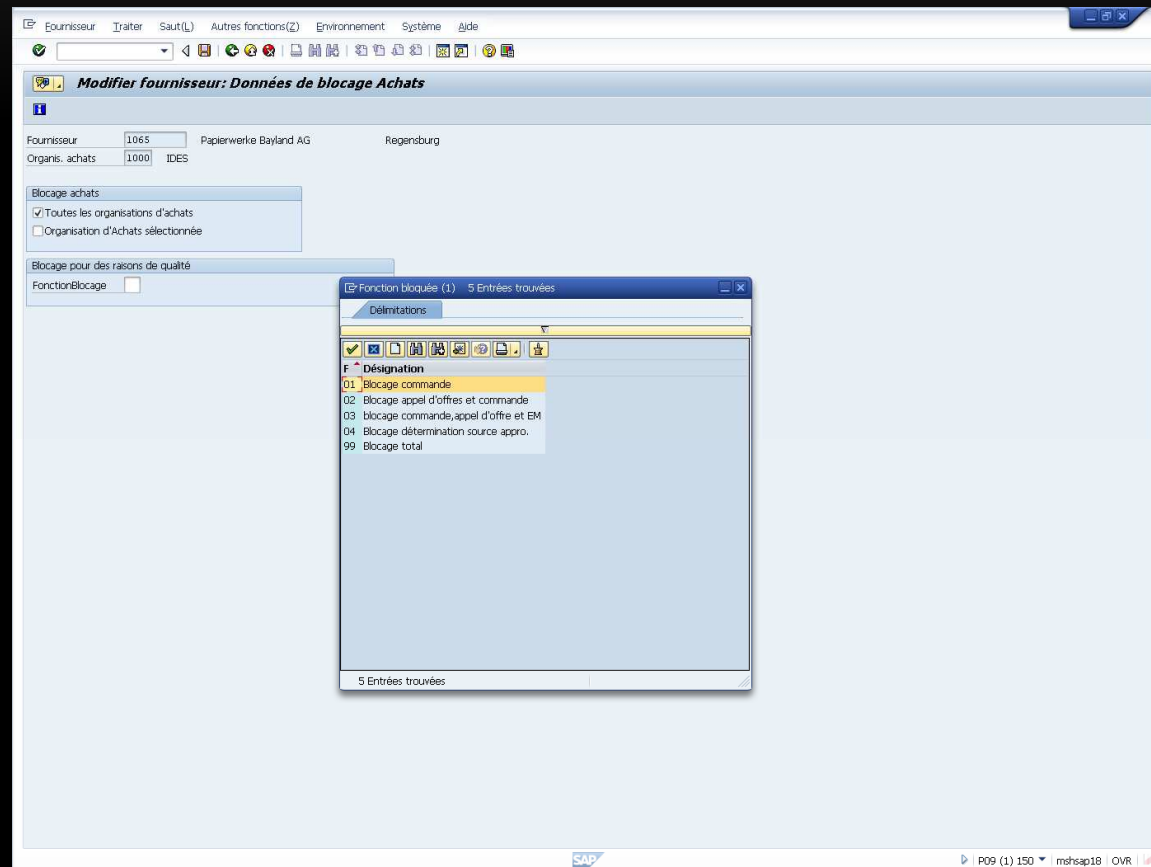 Fournisseur Traiter Saut(L) Autres fonctions(Z) Environnement Système Aide
Modifier fournisseur: Données de blocage Achats
Fournisseur 1065 Papierwerke Bayland AG Regensburg
Organis. achats 1000 IDES
Blocage achats
Toutes les organisations d'achats
Organisation d'Achats sélectionnée
Blocage pour des raisons de qualité
FonctionBlocage
Fonction bloquée (1) 5 Entrées trouvées
Délimitations
F Désignation
01 Blocage commande
02 Blocage appel d'offres et commande
03 blocage commande,appel d'offre et EM
04 Blocage détermination source appro.
99 Blocage total
5 Entrées trouvées
SAP
P09 (1) 150 mshsap18 OVR